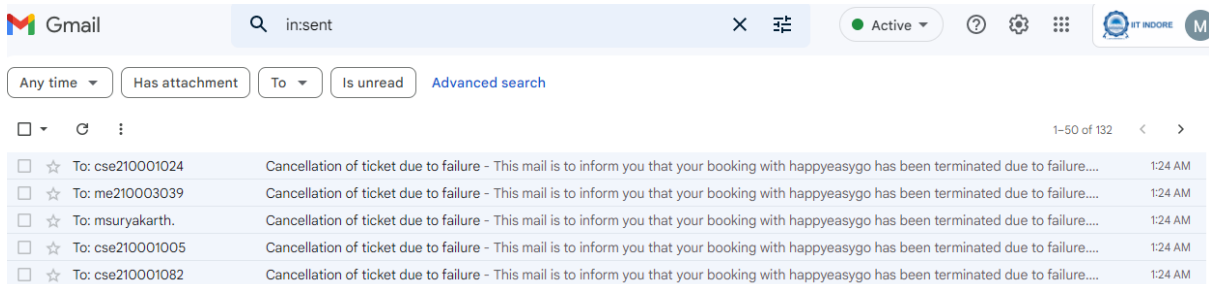 Gmail in:sent Active IIT INDORE M
Any time Has attachment To Is unread Advanced search
1–50 of 132
To: cse210001024 Cancellation of ticket due to failure - This mail is to inform you that your booking with happyeasygo has been terminated due to failure.... 1:24 AM
To: me210003039 Cancellation of ticket due to failure - This mail is to inform you that your booking with happyeasygo has been terminated due to failure.... 1:24 AM
To: msuryakarth. Cancellation of ticket due to failure - This mail is to inform you that your booking with happyeasygo has been terminated due to failure.... 1:24 AM
To: cse210001005 Cancellation of ticket due to failure - This mail is to inform you that your booking with happyeasygo has been terminated due to failure.... 1:24 AM
To: cse210001082 Cancellation of ticket due to failure - This mail is to inform you that your booking with happyeasygo has been terminated due to failure.... 1:24 AM